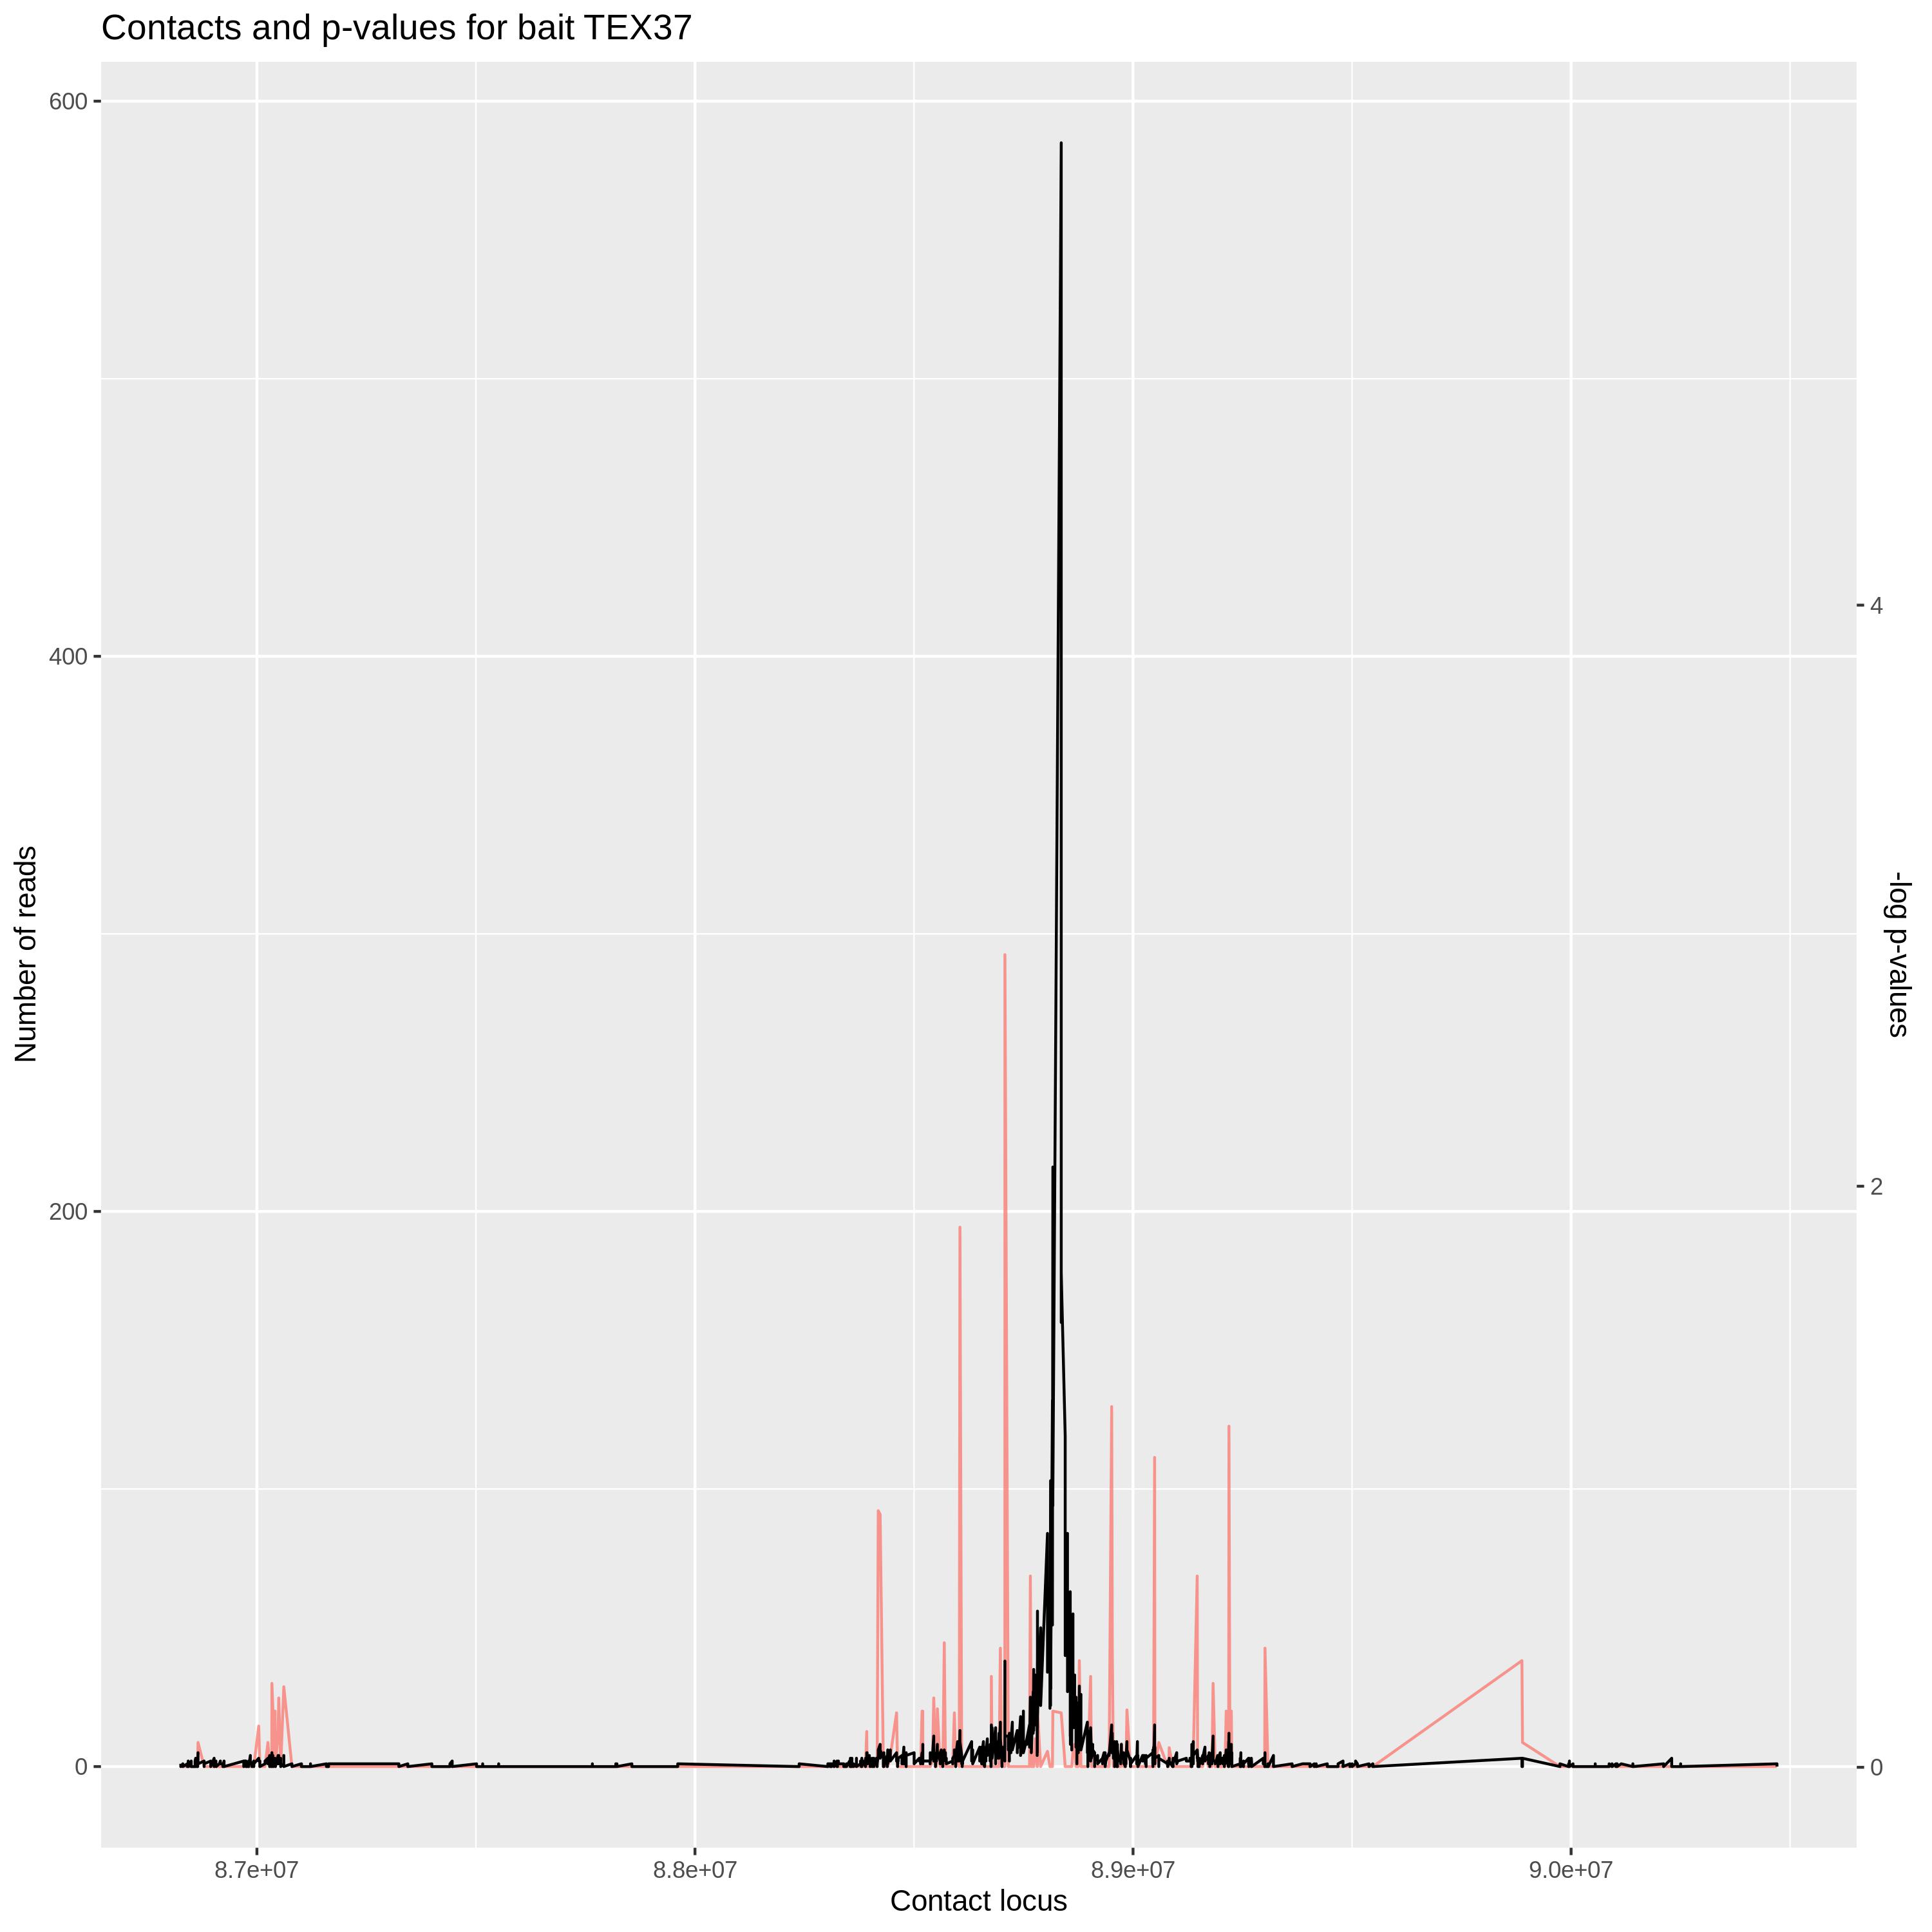 Contacts and p-values for bait TEX37
600
400
200
0
Number of reads
4
2
0
-log p-values
8.7e+07
8.8e+07
8.9e+07
9.0e+07
Contact locus